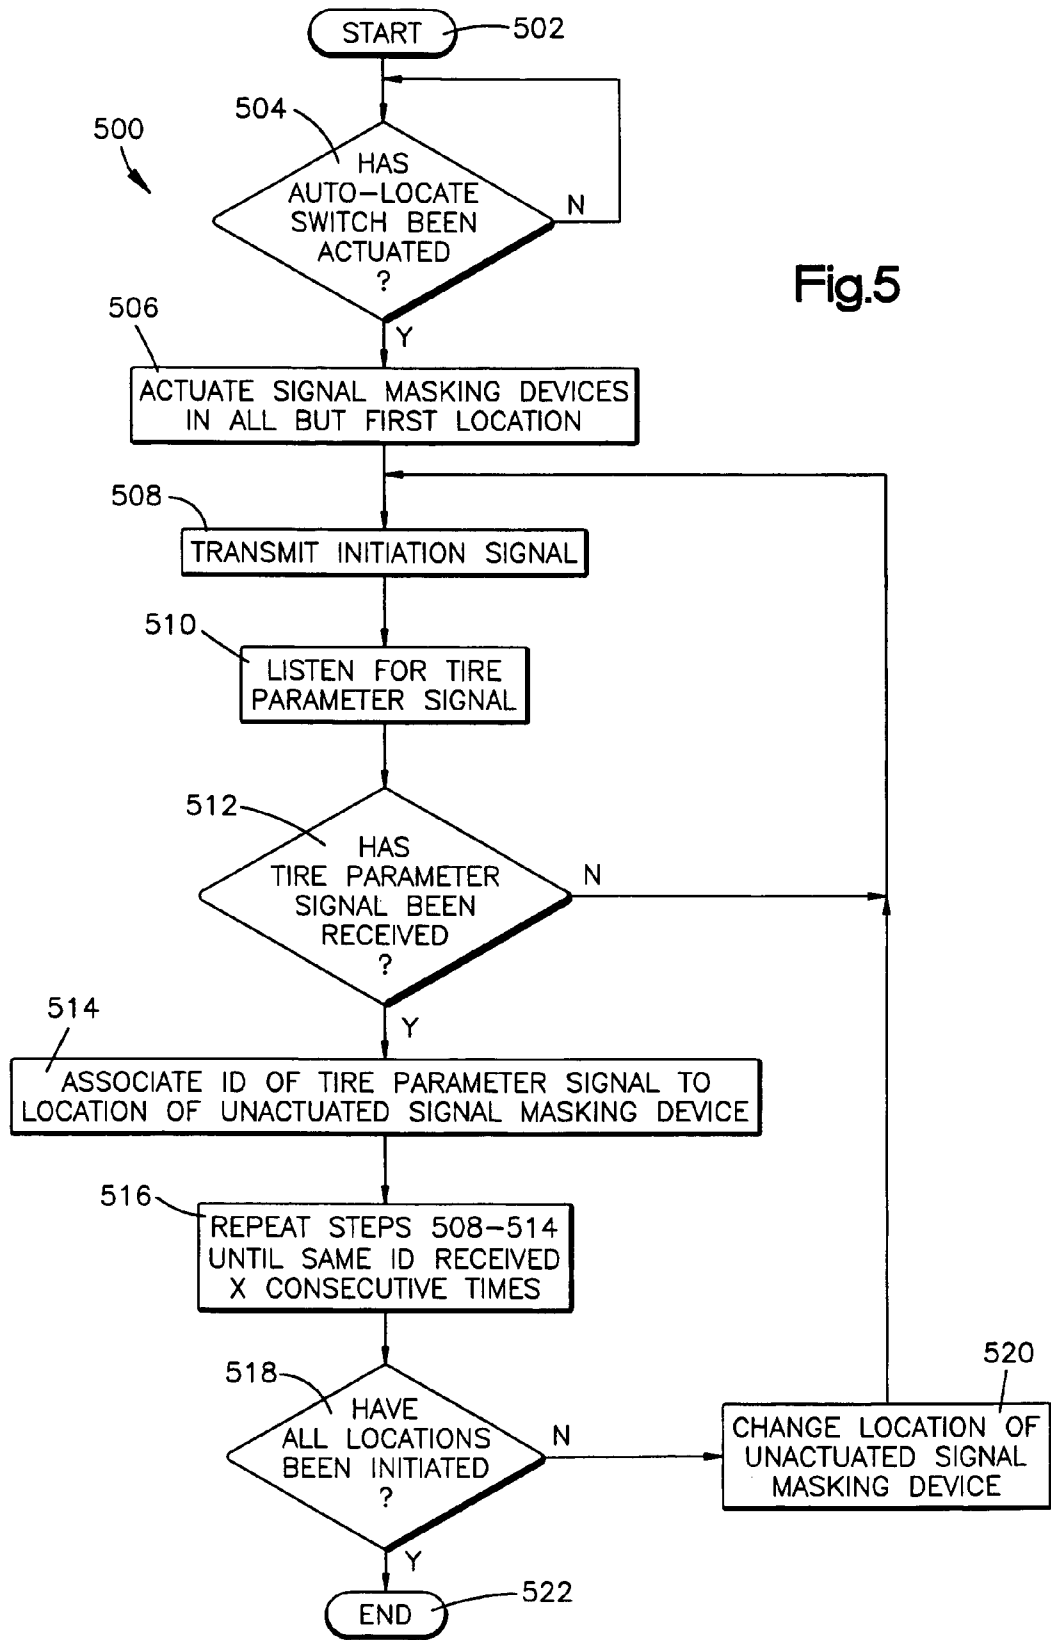 START
502
504
500
HAS
AUTO-LOCATE
SWITCH BEEN
ACTUATED
?
N
Fig.5
Y
506
ACTUATE SIGNAL MASKING DEVICES
IN ALL BUT FIRST LOCATION
508
TRANSMIT INITIATION SIGNAL
510
LISTEN FOR TIRE
PARAMETER SIGNAL
512
HAS
TIRE PARAMETER
SIGNAL BEEN
RECEIVED
?
N
Y
514
ASSOCIATE ID OF TIRE PARAMETER SIGNAL TO
LOCATION OF UNACTUATED SIGNAL MASKING DEVICE
516
REPEAT STEPS 508-514
UNTIL SAME ID RECEIVED
X CONSECUTIVE TIMES
518
HAVE
ALL LOCATIONS
BEEN INITIATED
?
N
Y
520
CHANGE LOCATION OF
UNACTUATED SIGNAL
MASKING DEVICE
END
522